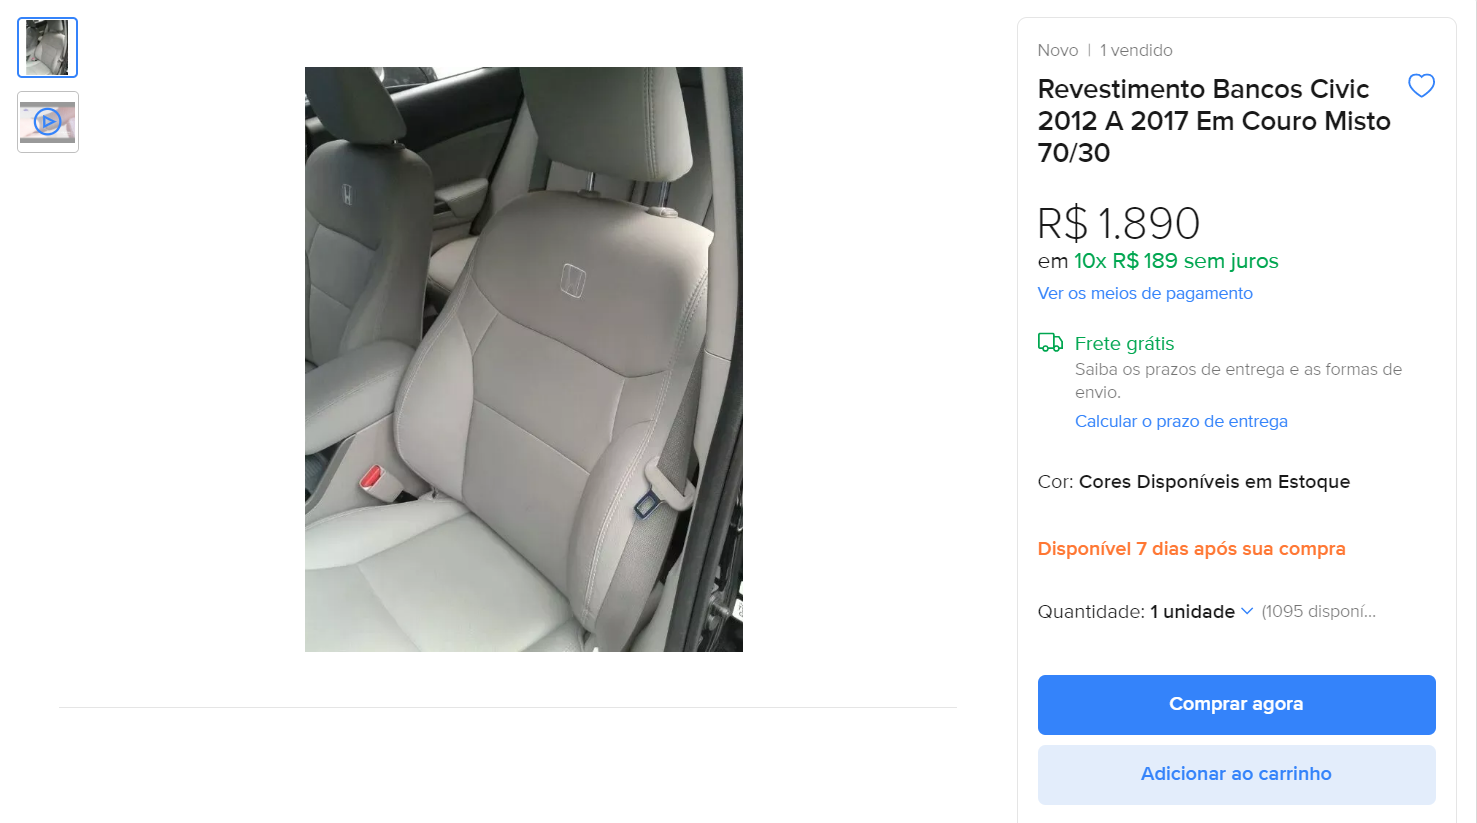 Novo | 1 vendido
Revestimento Bancos Civic
2012 A 2017 Em Couro Misto
70/30
R$ 1.890
em 10x R$ 189 sem juros
Ver os meios de pagamento
Frete grátis
Saiba os prazos de entrega e as formas de
envio.
Calcular o prazo de entrega
Cor: Cores Disponíveis em Estoque
Disponível 7 dias após sua compra
Quantidade: 1 unidade (1095 disponí...
Comprar agora
Adicionar ao carrinho